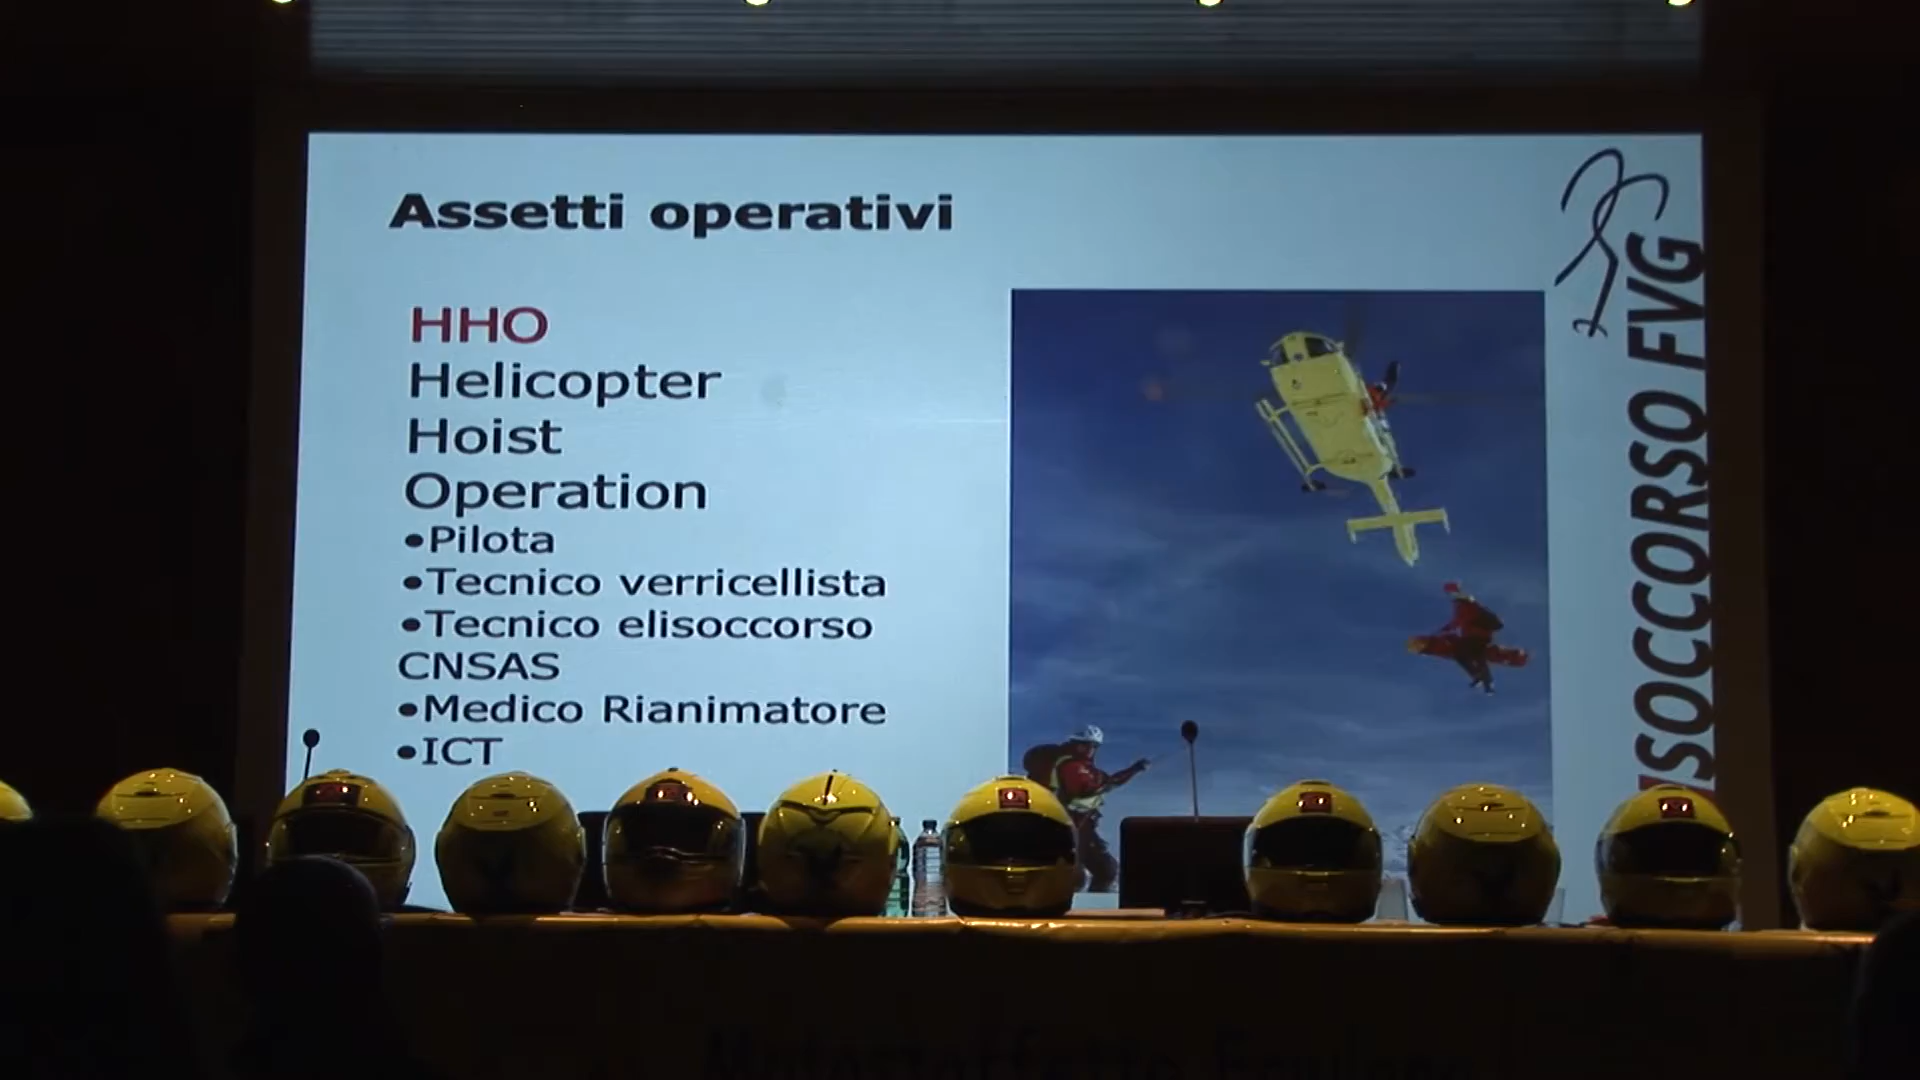 Assetti operativi
HHO
Helicopter
Hoist
Operation
•Pilota
•Tecnico verricellista
•Tecnico elisoccorso
CNSAS
•Medico Rianimatore
•ICT
SOCCORSO FVG